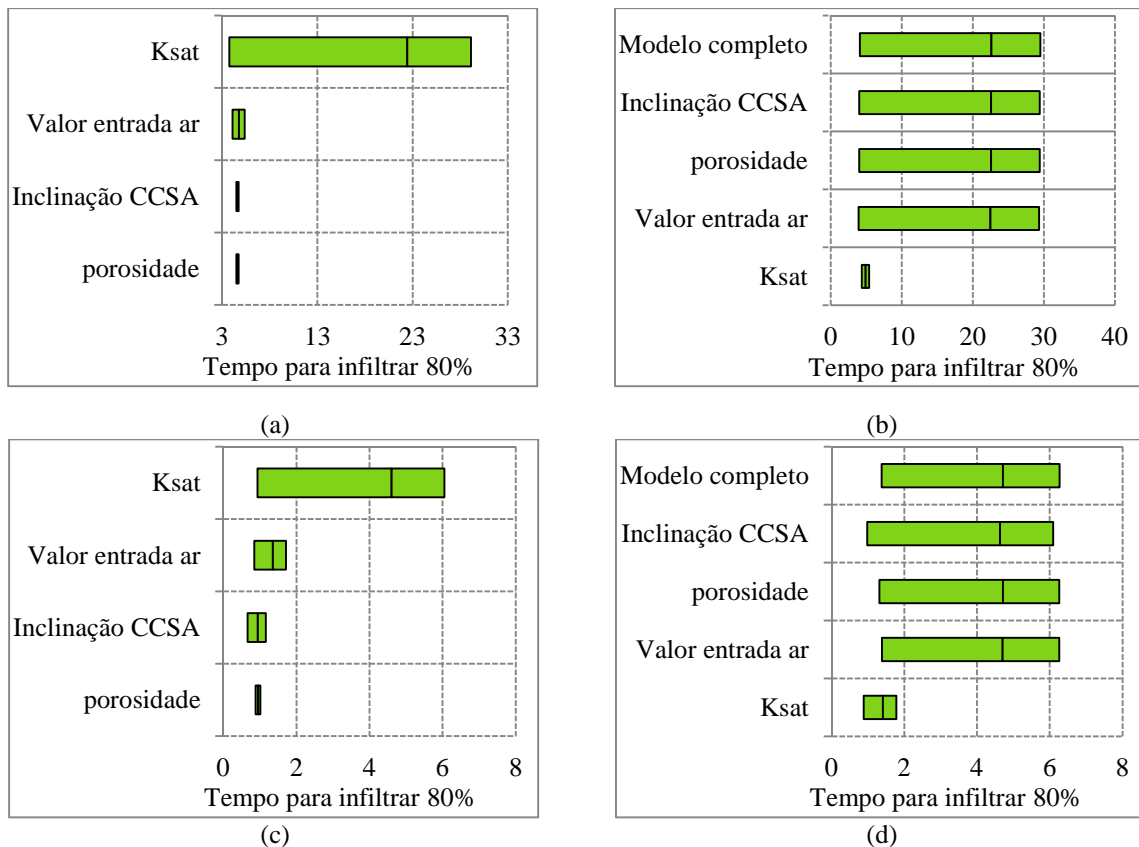 Ksat
Valor entrada ar
Inclinação CCSA
porosidade
3 13 23 33
Tempo para infiltrar 80%
(a)
Modelo completo
Inclinação CCSA
porosidade
Valor entrada ar
Ksat
0 10 20 30 40
Tempo para infiltrar 80%
(b)
Ksat
Valor entrada ar
Inclinação CCSA
porosidade
0 2 4 6 8
Tempo para infiltrar 80%
(c)
Modelo completo
Inclinação CCSA
porosidade
Valor entrada ar
Ksat
0 2 4 6 8
Tempo para infiltrar 80%
(d)